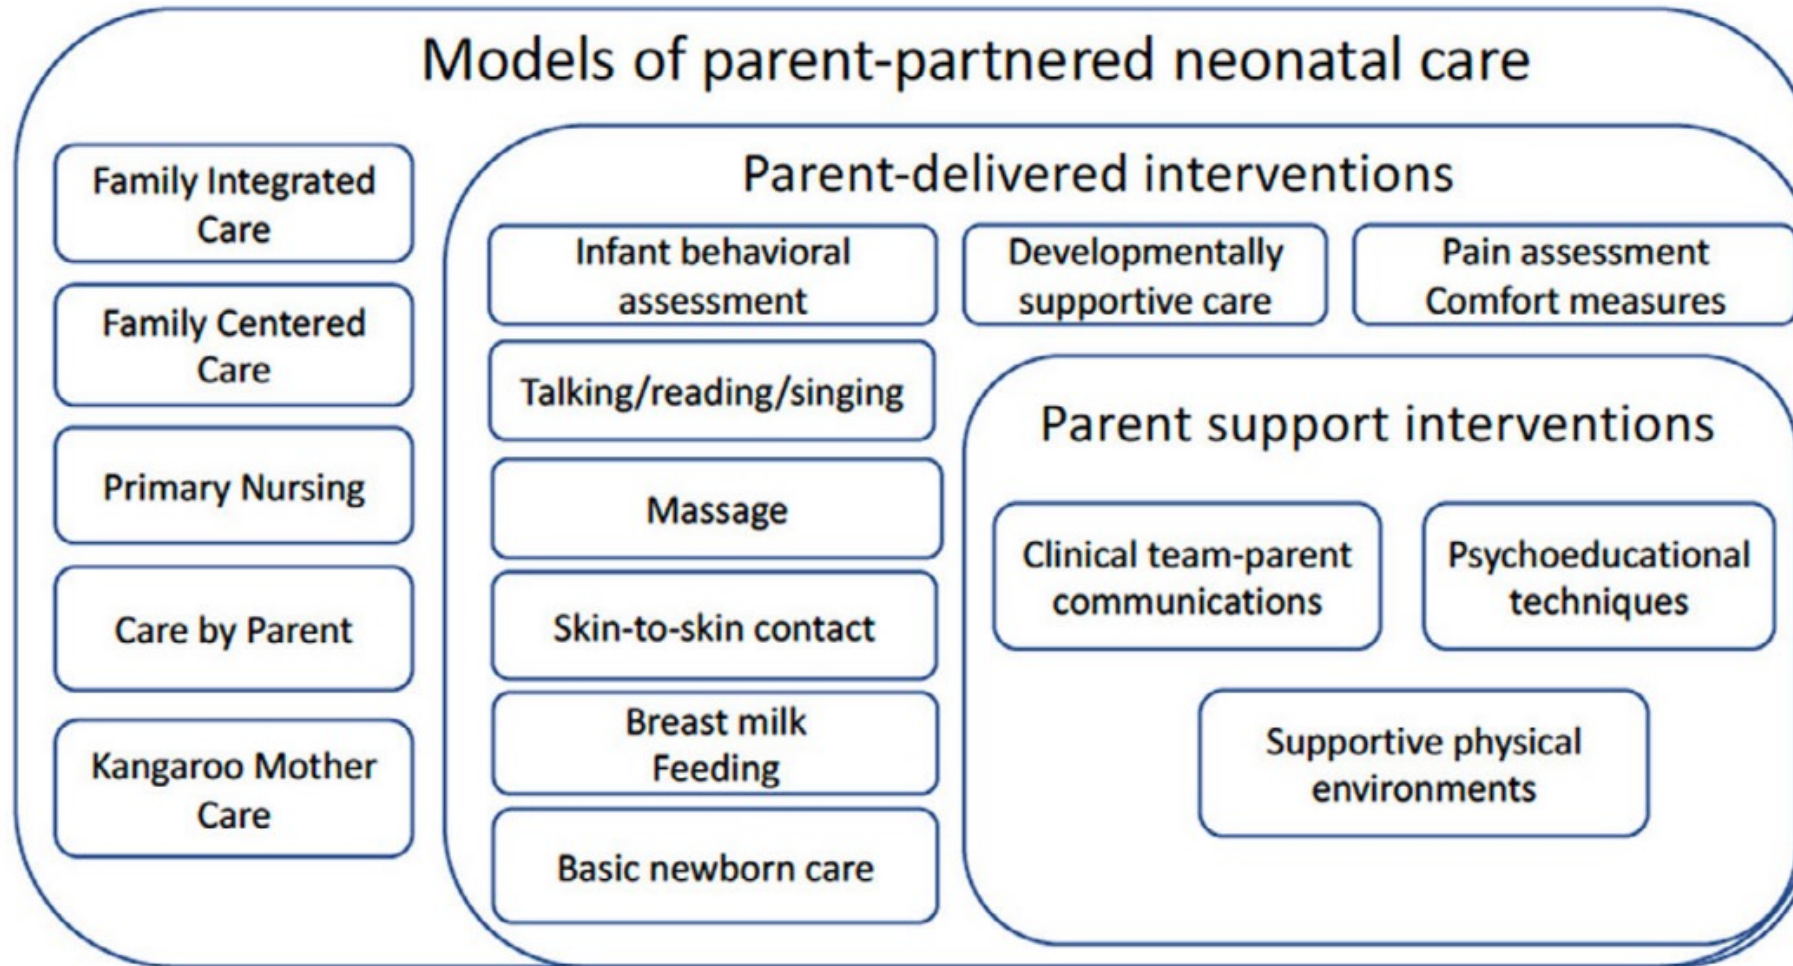 Models of parent-partnered neonatal care
Family Integrated
Care
Family Centered
Care
Primary Nursing
Care by Parent
Kangaroo Mother
Care
Parent-delivered interventions
Infant behavioral
assessment
Developmentally
supportive care
Pain assessment
Comfort measures
Talking/reading/singing
Massage
Skin-to-skin contact
Breast milk
Feeding
Basic newborn care
Parent support interventions
Clinical team-parent
communications
Psychoeducational
techniques
Supportive physical
environments